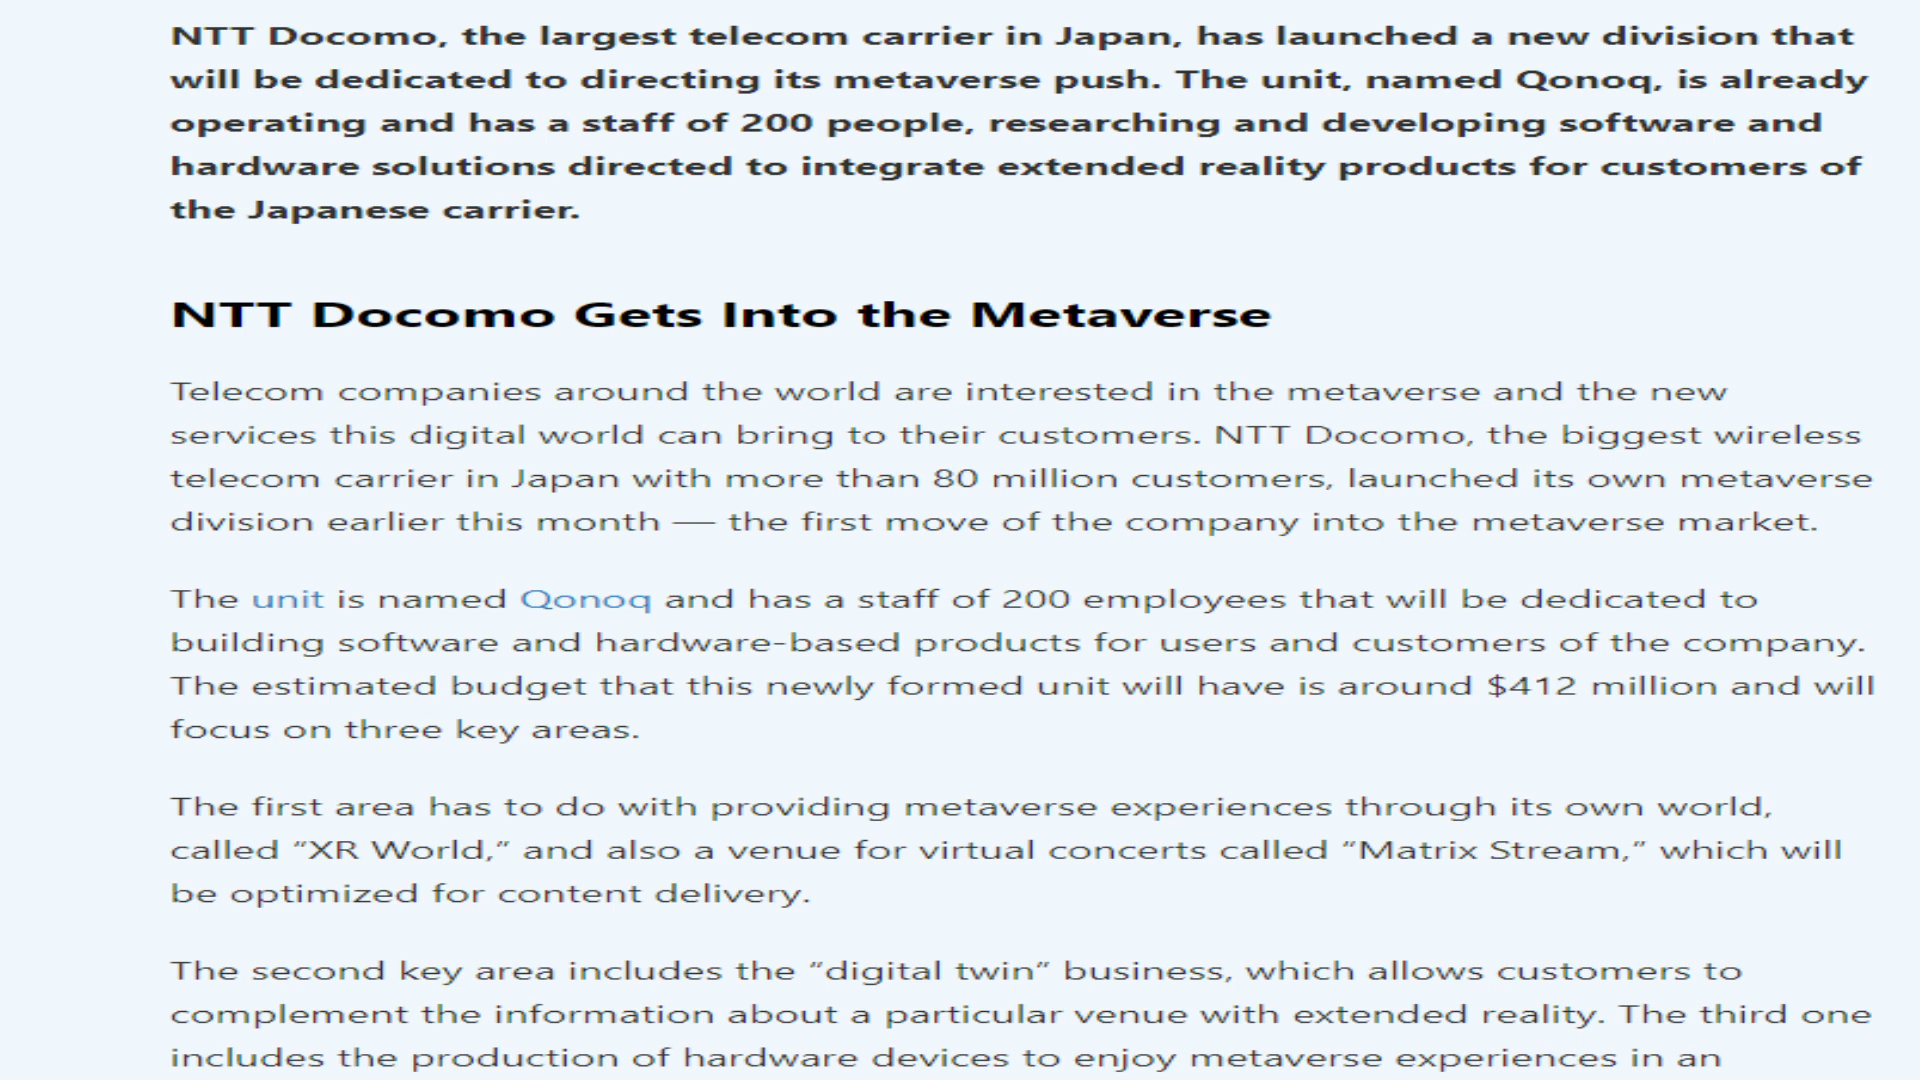 NTT Docomo, the largest telecom carrier in Japan, has launched a new division that
will be dedicated to directing its metaverse push. The unit, named Qonoq, is already
operating and has a staff of 200 people, researching and developing software and
hardware solutions directed to integrate extended reality products for customers of
the Japanese carrier.
NTT Docomo Gets Into the Metaverse
Telecom companies around the world are interested in the metaverse and the new
services this digital world can bring to their customers. NTT Docomo, the biggest wireless
telecom carrier in Japan with more than 80 million customers, launched its own metaverse
division earlier this month — the first move of the company into the metaverse market.
The unit is named Qonoq and has a staff of 200 employees that will be dedicated to
building software and hardware-based products for users and customers of the company.
The estimated budget that this newly formed unit will have is around $412 million and will
focus on three key areas.
The first area has to do with providing metaverse experiences through its own world,
called “XR World,” and also a venue for virtual concerts called “Matrix Stream,” which will
be optimized for content delivery.
The second key area includes the “digital twin” business, which allows customers to
complement the information about a particular venue with extended reality. The third one
includes the production of hardware devices to enjoy metaverse experiences in an